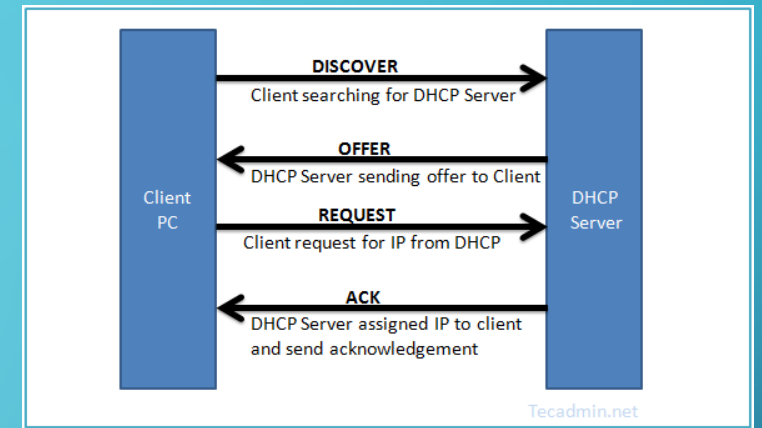 DISCOVER
Client searching for DHCP Server
OFFER
DHCP Server sending offer to Client
Client
PC
DHCP
Server
REQUEST
Client request for IP from DHCP
ACK
DHCP Server assigned IP to client
and send acknowledgement
Tecadmin.net